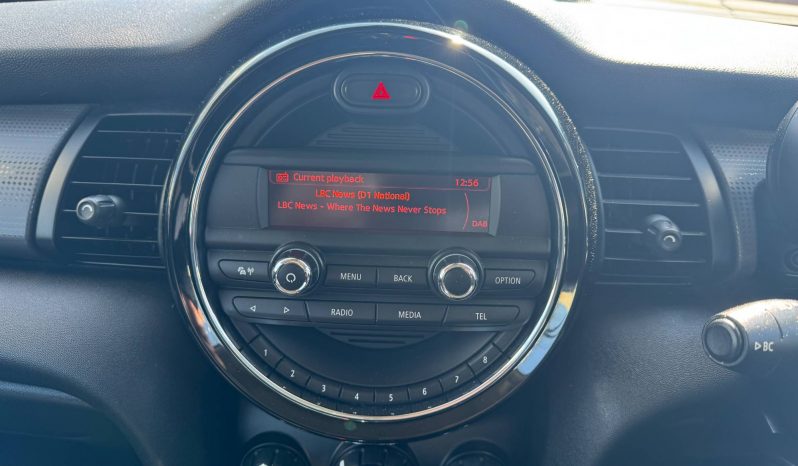 Current playback 12:56
LBC News (D1 National)
LBC News - Where The News Never Stops
DAB
MENU BACK OPTION
RADIO MEDIA TEL
1 2 3 4 5 6 7 8
BC